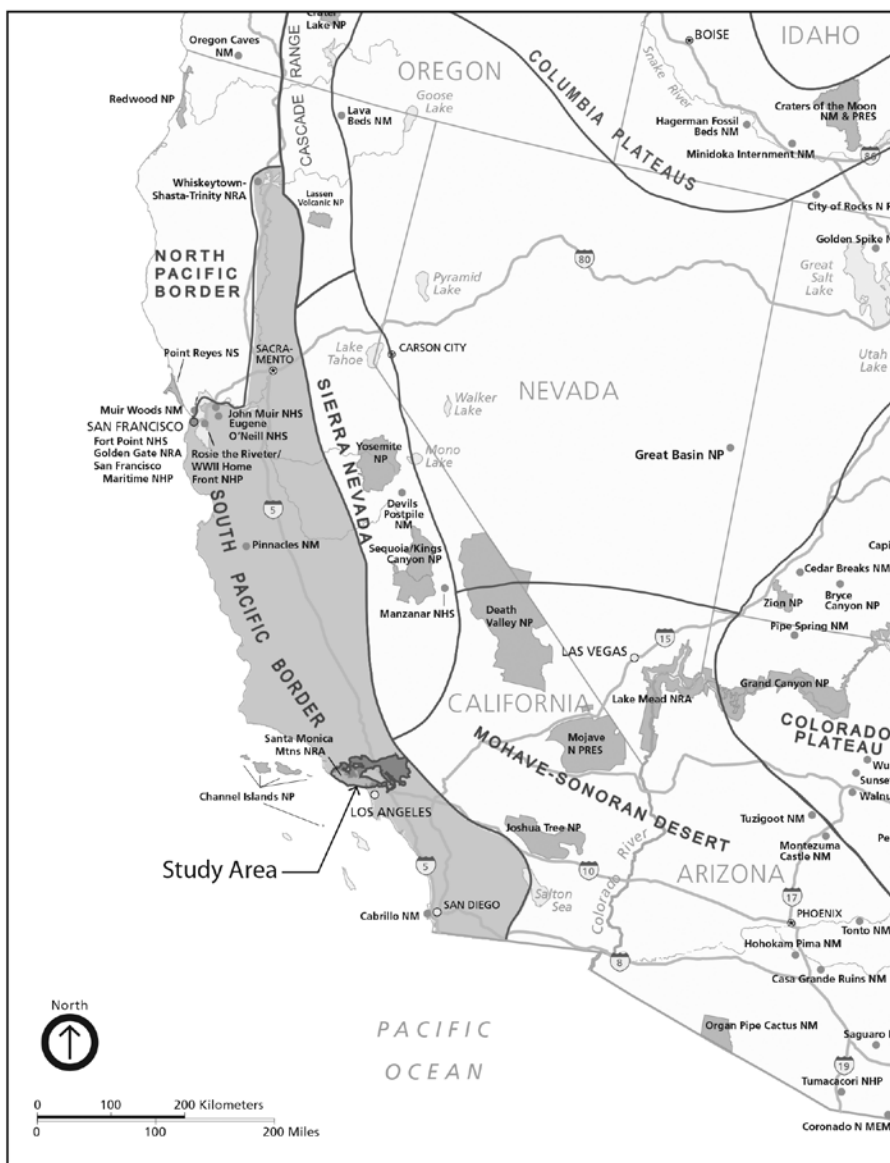 Crater
Lake NP
Oregon Caves
NM
BOISE
IDAHO
OREGON
CASCADE RANGE
COLUMBIA PLATEAUS
Snake River
Redwood NP
Goose
Lake
Lava
Beds NM
Craters of the Moon
NM & PRES
Hagerman Fossil
Beds NM
Minidoka Internment NM
86
Whiskeytown-
Shasta-Trinity NRA
Lassen
Volcanic NP
City of Rocks N R
Golden Spike N
NORTH
PACIFIC
BORDER
80
Pyramid
Lake
Great
Salt
Lake
Point Reyes NS
SACRA-
MENTO
Lake
Tahoe
CARSON CITY
Utah
Lake
NEVADA
SIERRA NEVADA
Walker
Lake
Muir Woods NM
SAN FRANCISCO
Fort Point NHS
Golden Gate NRA
San Francisco
Maritime NHP
John Muir NHS
Eugene
O'Neill NHS
Rosie the Riveter/
WWII Home
Front NHP
Yosemite
NP
Mono
Lake
Great Basin NP
5
Devils
Postpile
NM
SOUTH PACIFIC BORDER
Pinnacles NM
Sequoia/Kings
Canyon NP
Capi
Cedar Breaks NM
Manzanar NHS
Death
Valley NP
Zion NP
Bryce
Canyon NP
Pipe Spring NM
LAS VEGAS
15
Grand Canyon NP
CALIFORNIA
Lake Mead NRA
COLORADO
PLATEAU
Santa Monica
Mtns NRA
Mojave
N PRES
MOHAVE-SONORAN DESERT
Wu
Sunset
Walnu
Channel Islands NP
LOS ANGELES
Joshua Tree NP
Tuzigoot NM
Montezuma
Castle NM
Pe
Study Area
5
10
Colorado River
ARIZONA
Salton
Sea
17
Cabrillo NM
SAN DIEGO
PHOENIX
Tonto NM
Hohokam Pima NM
8
Casa Grande Ruins NM
North
PACIFIC
OCEAN
Organ Pipe Cactus NM
Saguaro
19
Tumacacori NHP
0 100 200 Kilometers
0 100 200 Miles
Coronado N MEM